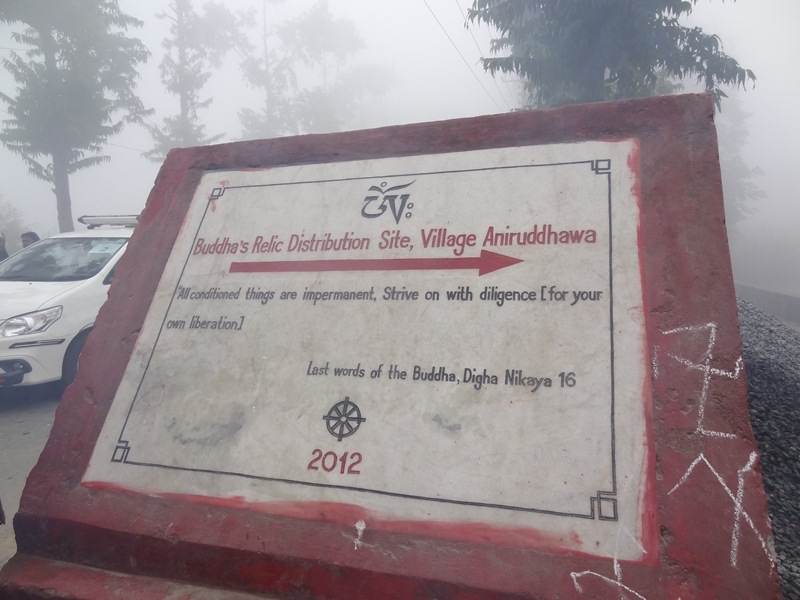 Buddha's Relic Distribution Site, Village Aniruddhawa
"All conditioned things are impermanent, Strive on with diligence [for your
own liberation.]
Last words of the Buddha, Digha Nikaya 16
2012